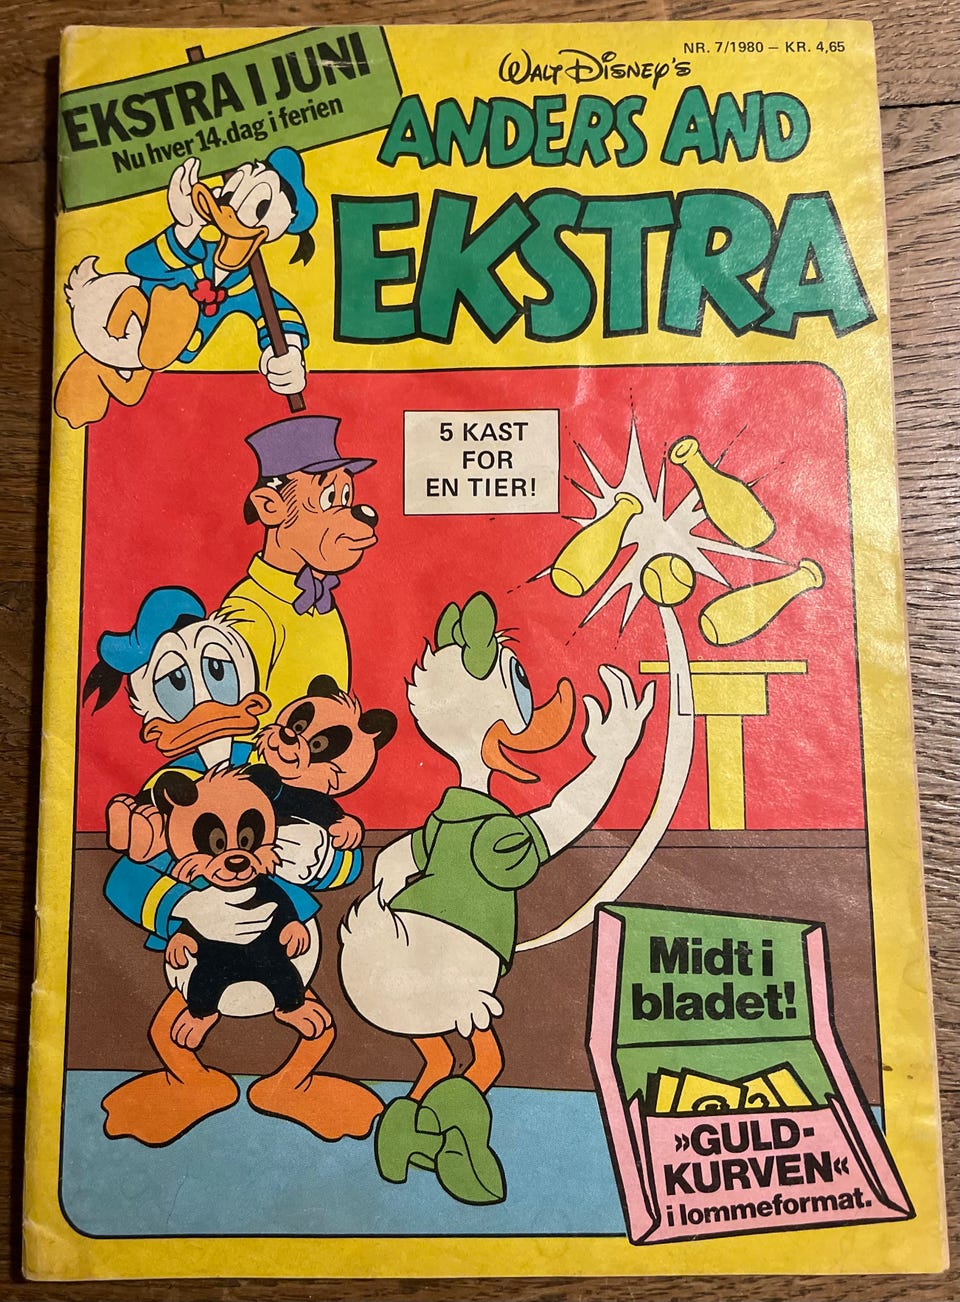 EKSTRA I JUNI
Nu hver 14. dag i ferien
NR. 7/1980 – KR. 4,65
WALT DISNEY'S
ANDERS AND
EKSTRA
5 KAST
FOR
EN TIER!
Midt i
bladet!
»GULD-
KURVEN«
i lommeformat.